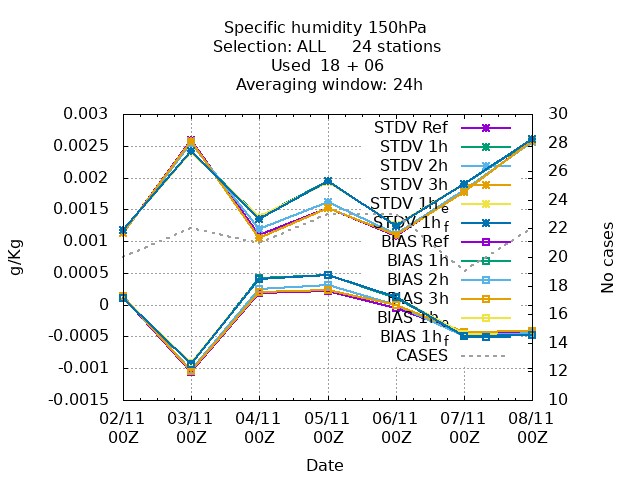 Specific humidity 150hPa
Selection: ALL     24 stations
Used  18 + 06
Averaging window: 24h
0.003
0.0025
0.002
0.0015
0.001
0.0005
0
-0.0005
-0.001
-0.0015
g/Kg
30
28
26
24
22
20
18
16
14
12
10
No cases
STDV Ref
STDV 1h
STDV 2h
STDV 3h
STDV 1he
STDV 1hf
BIAS Ref
BIAS 1h
BIAS 2h
BIAS 3h
BIAS 1he
BIAS 1hf
CASES
02/11 03/11 04/11 05/11 06/11 07/11 08/11
00Z 00Z 00Z 00Z 00Z 00Z 00Z
Date